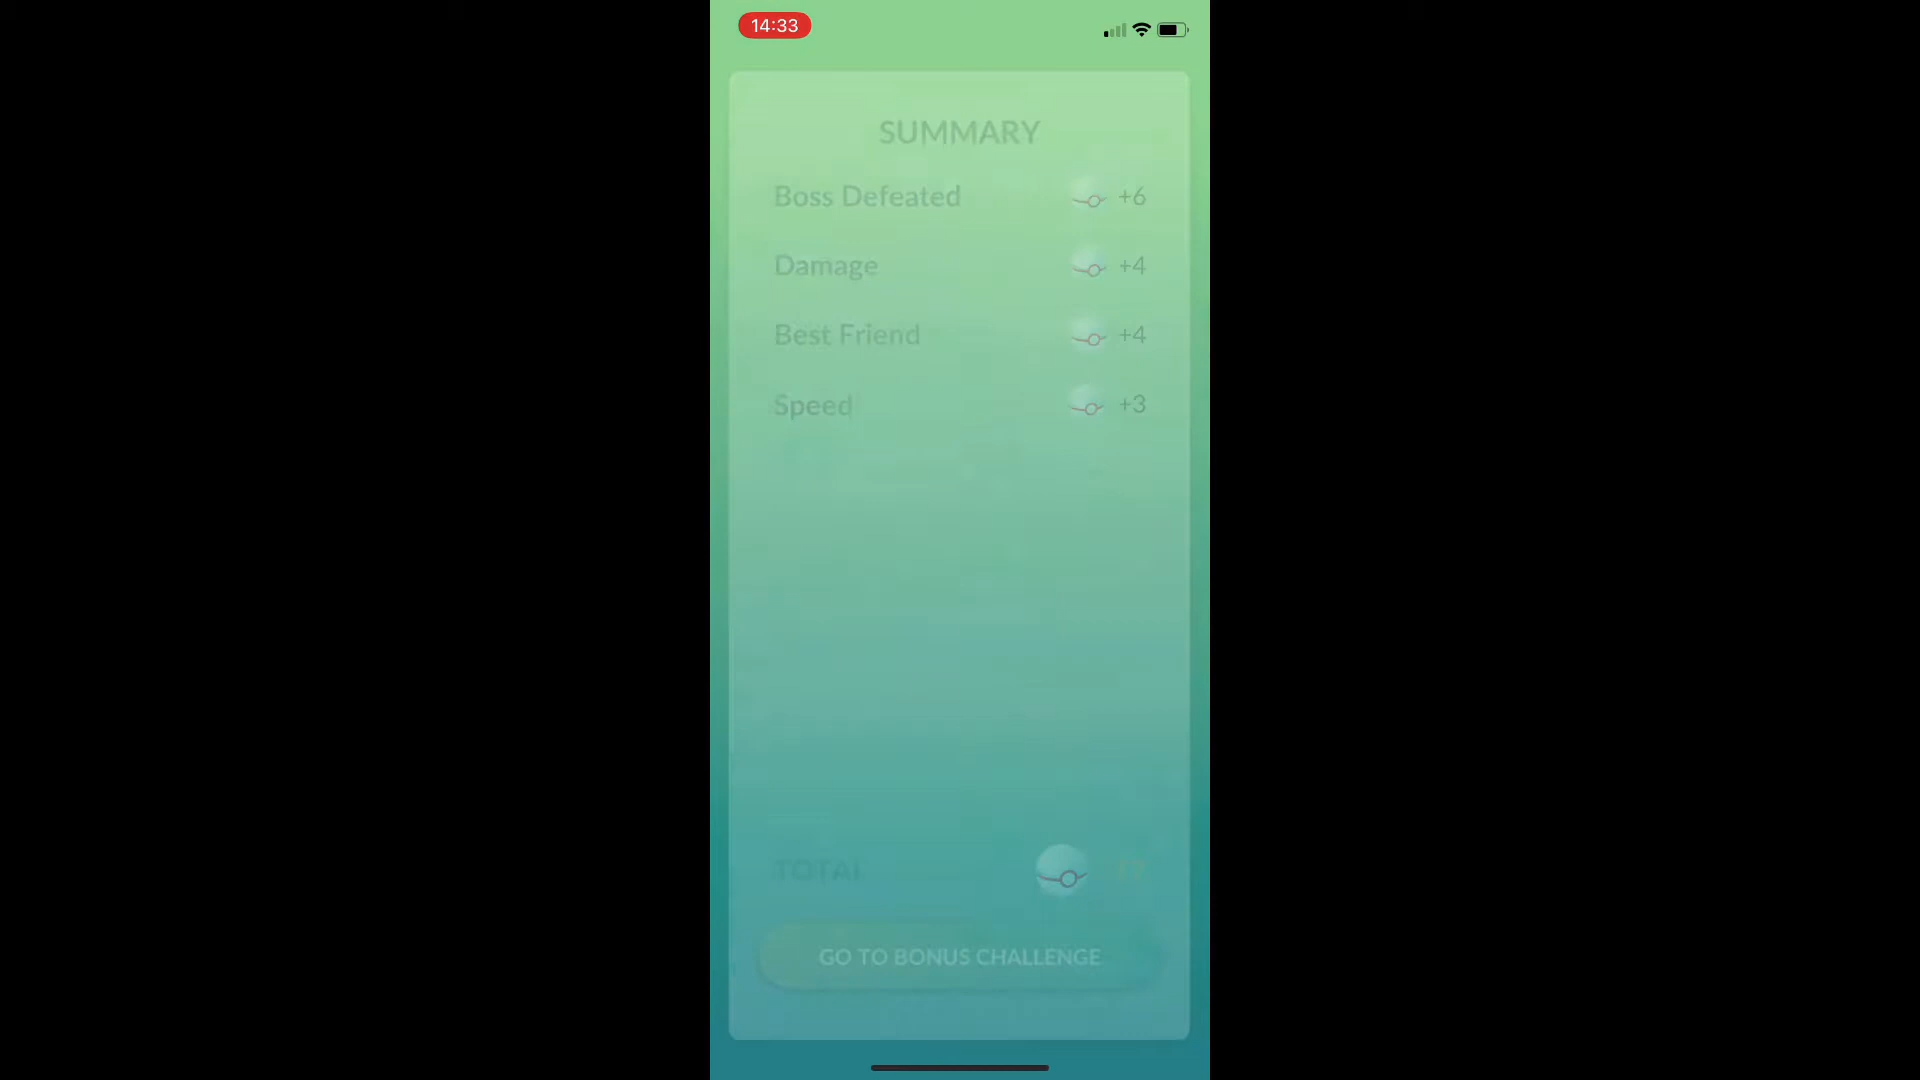 14:33
SUMMARY
Boss Defeated +6
Damage +4
Best Friend +4
Speed +3
TOTAL
GO TO BONUS CHALLENGE